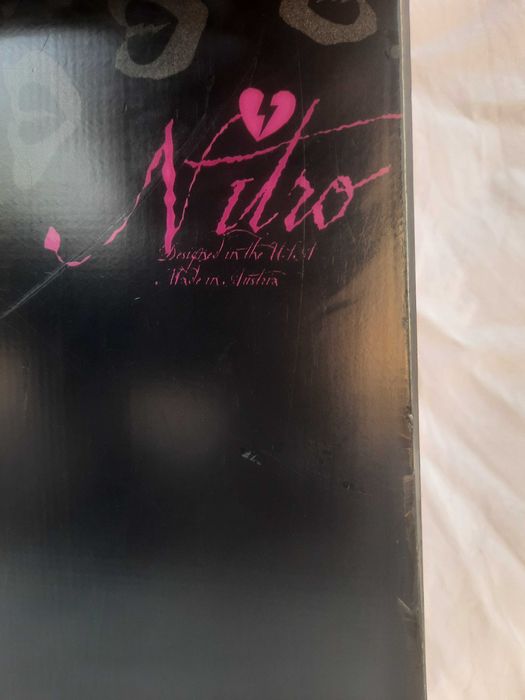 Nitro
Designed in the U.S.A
Made in Austria